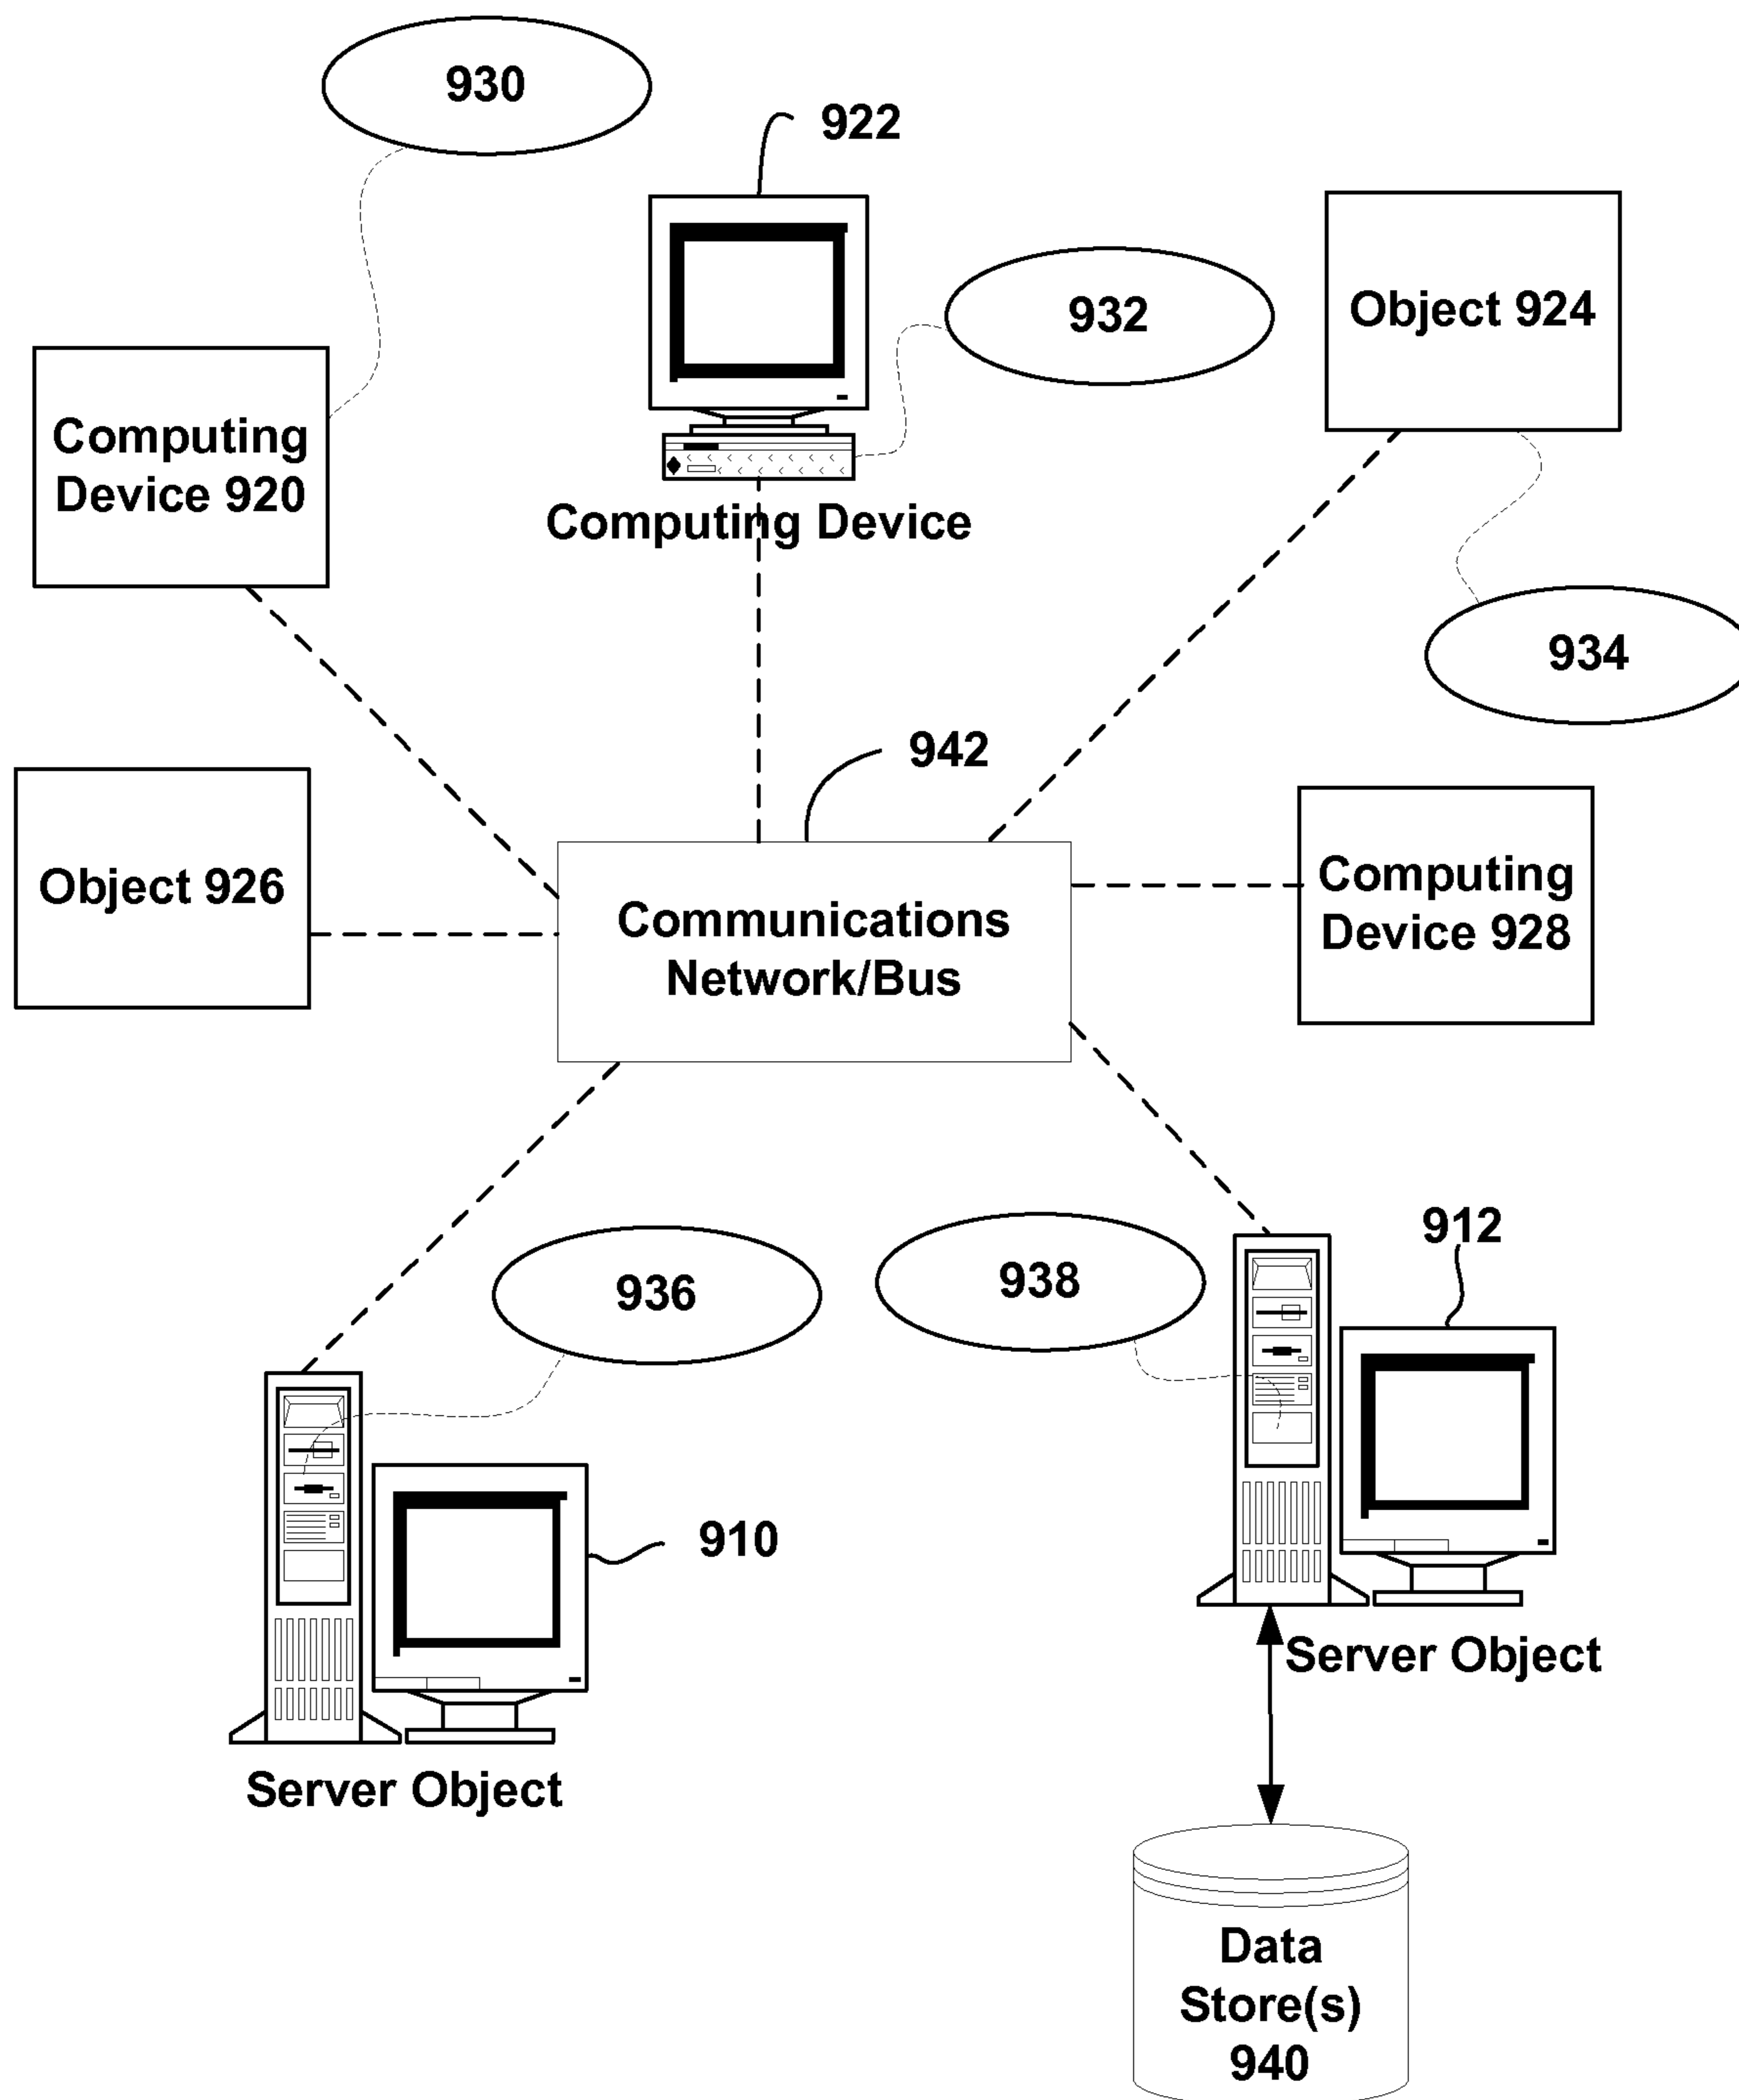 930
922
932
Object 924
Computing
Device 920
Computing Device
934
942
Object 926
Communications
Network/Bus
Computing
Device 928
936
938
912
910
Server Object
Server Object
Data
Store(s)
940